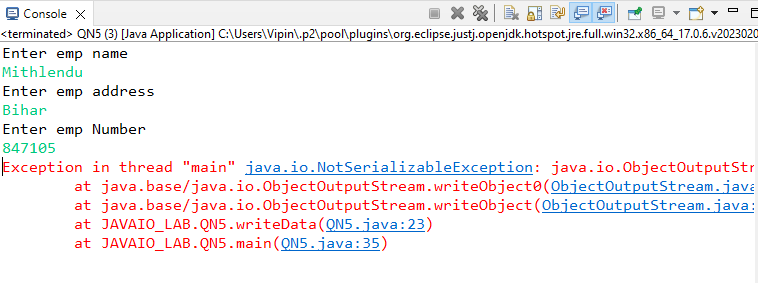 Console
<terminated> QN5 (3) [Java Application] C:\Users\Vipin\.p2\pool\plugins\org.eclipse.justj.openjdk.hotspot.jre.full.win32.x86_64_17.0.6.v2023020
Enter emp name
Mithlendu
Enter emp address
Bihar
Enter emp Number
847105
Exception in thread "main" java.io.NotSerializableException: java.io.ObjectOutputStr
at java.base/java.io.ObjectOutputStream.writeObject0(ObjectOutputStream.java
at java.base/java.io.ObjectOutputStream.writeObject(ObjectOutputStream.java:
at JAVAIO_LAB.QN5.writeData(QN5.java:23)
at JAVAIO_LAB.QN5.main(QN5.java:35)